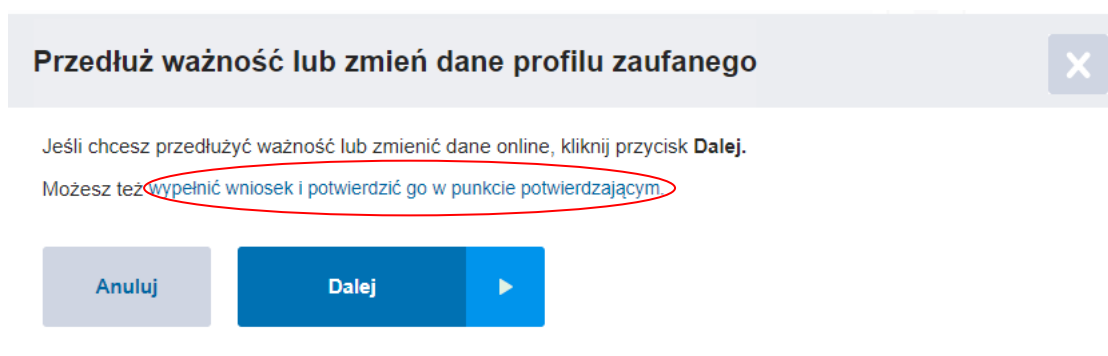 Przedłuż ważność lub zmień dane profilu zaufanego
Jeśli chcesz przedłużyć ważność lub zmienić dane online, kliknij przycisk Dalej.
Możesz też wypełnić wniosek i potwierdzić go w punkcie potwierdzającym.
Anuluj
Dalej